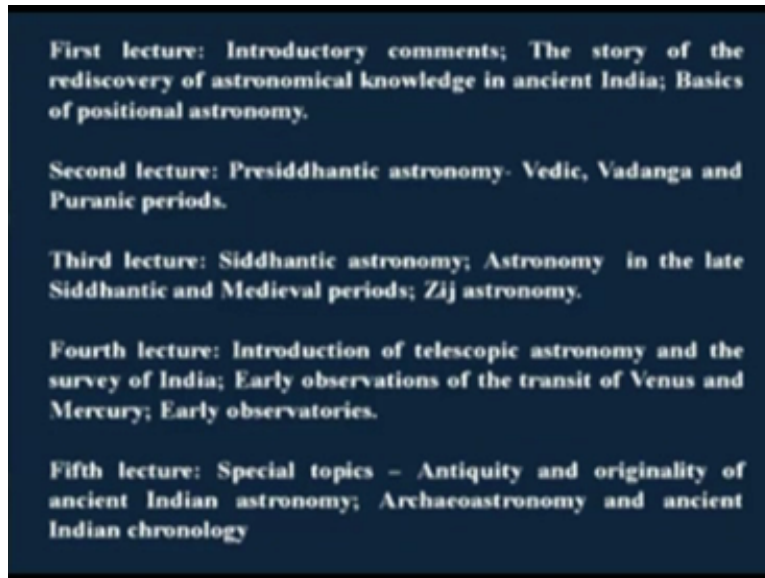 First lecture: Introductory comments; The story of the
rediscovery of astronomical knowledge in ancient India; Basics
of positional astronomy.
Second lecture: Presiddhantic astronomy- Vedic, Vadanga and
Puranic periods.
Third lecture: Siddhantic astronomy; Astronomy in the late
Siddhantic and Medieval periods; Zij astronomy.
Fourth lecture: Introduction of telescopic astronomy and the
survey of India; Early observations of the transit of Venus and
Mercury; Early observatories.
Fifth lecture: Special topics – Antiquity and originality of
ancient Indian astronomy; Archaeoastronomy and ancient
Indian chronology